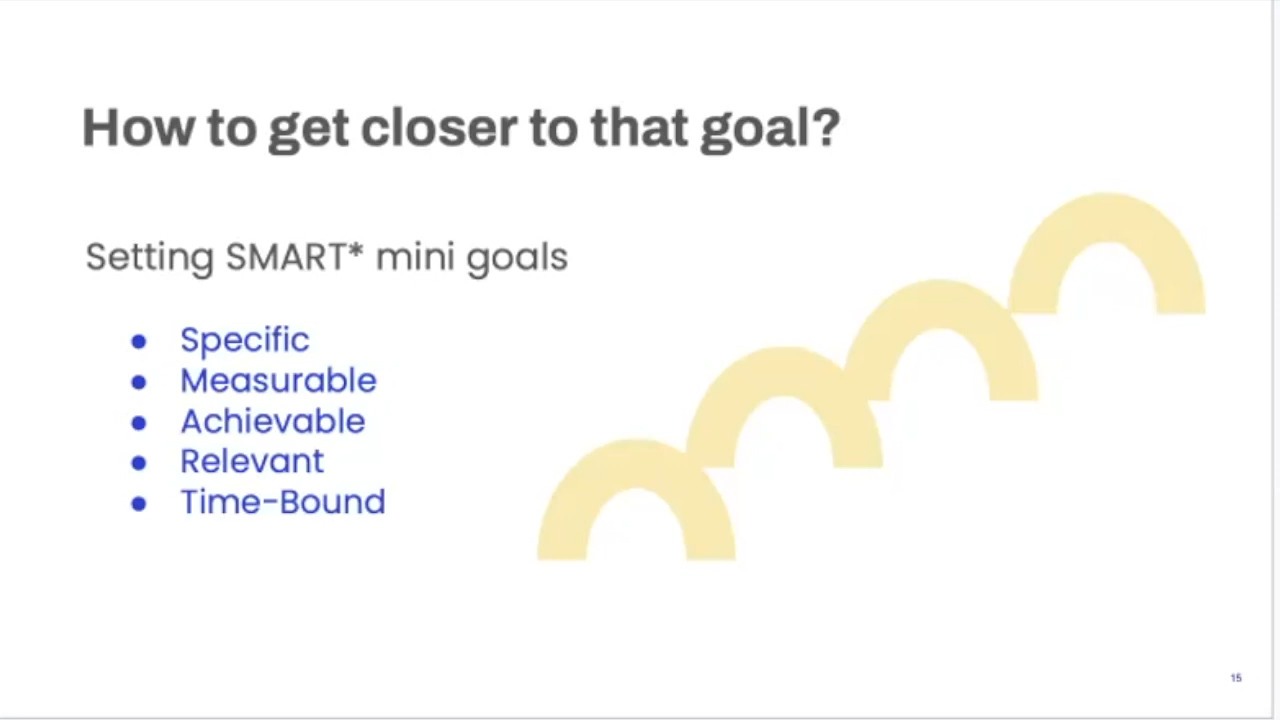 How to get closer to that goal?
Setting SMART* mini goals
● Specific
● Measurable
● Achievable
● Relevant
● Time-Bound
15